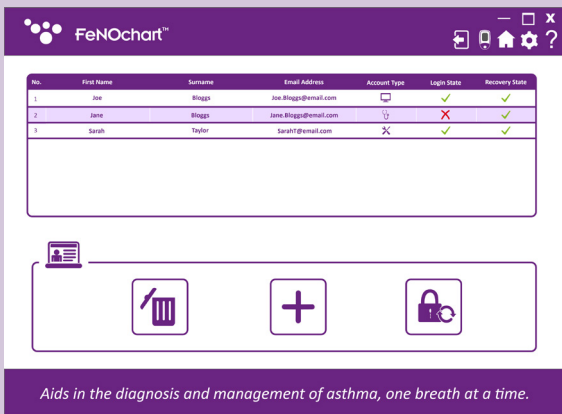 FeNOchart™
No. First Name Surname Email Address Account Type Login State Recovery State
1 Joe Bloggs Joe.Bloggs@email.com
2 Jane Bloggs Jane.Bloggs@email.com
3 Sarah Taylor SarahT@email.com
Aids in the diagnosis and management of asthma, one breath at a time.